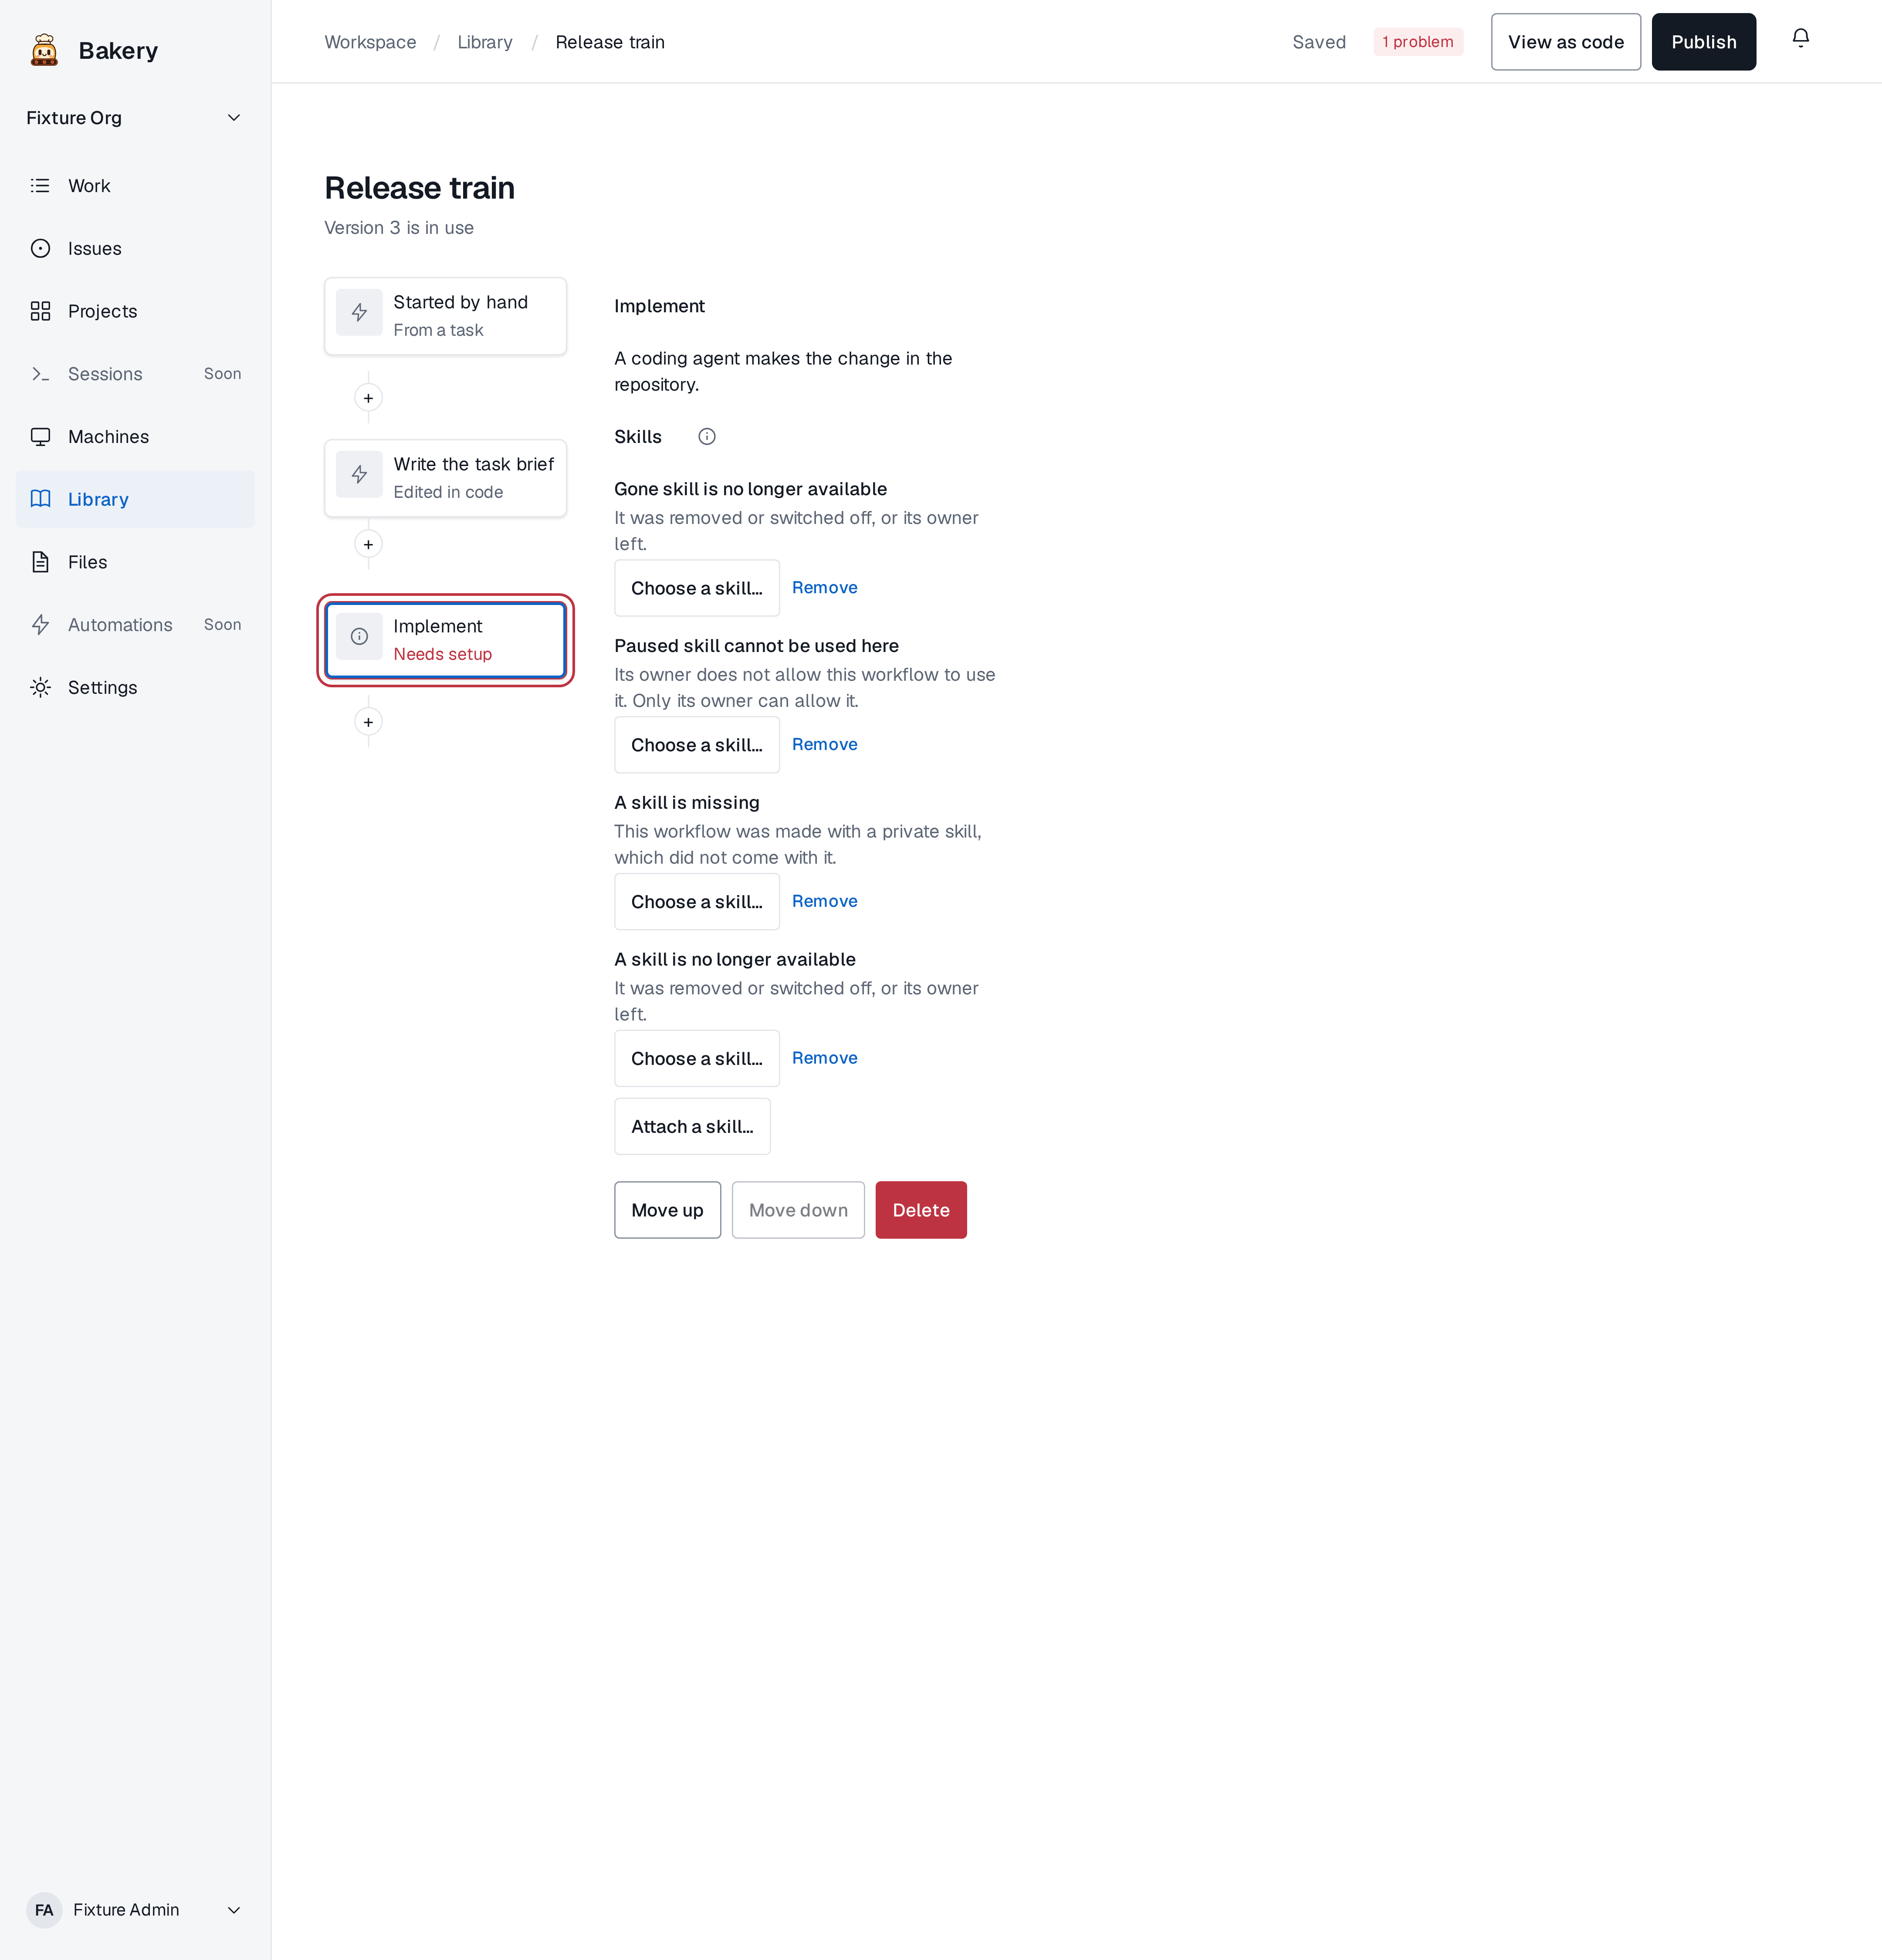 Bakery
Fixture Org
Work
Issues
Projects
Sessions Soon
Machines
Library
Files
Automations Soon
Settings
FA Fixture Admin
Workspace / Library / Release train
Saved
1 problem
View as code
Publish
Release train
Version 3 is in use
Started by hand
From a task
+
Write the task brief
Edited in code
+
Implement
Needs setup
+
Implement
A coding agent makes the change in the
repository.
Skills
Gone skill is no longer available
It was removed or switched off, or its owner
left.
Choose a skill... Remove
Paused skill cannot be used here
Its owner does not allow this workflow to use
it. Only its owner can allow it.
Choose a skill... Remove
A skill is missing
This workflow was made with a private skill,
which did not come with it.
Choose a skill... Remove
A skill is no longer available
It was removed or switched off, or its owner
left.
Choose a skill... Remove
Attach a skill...
Move up Move down Delete